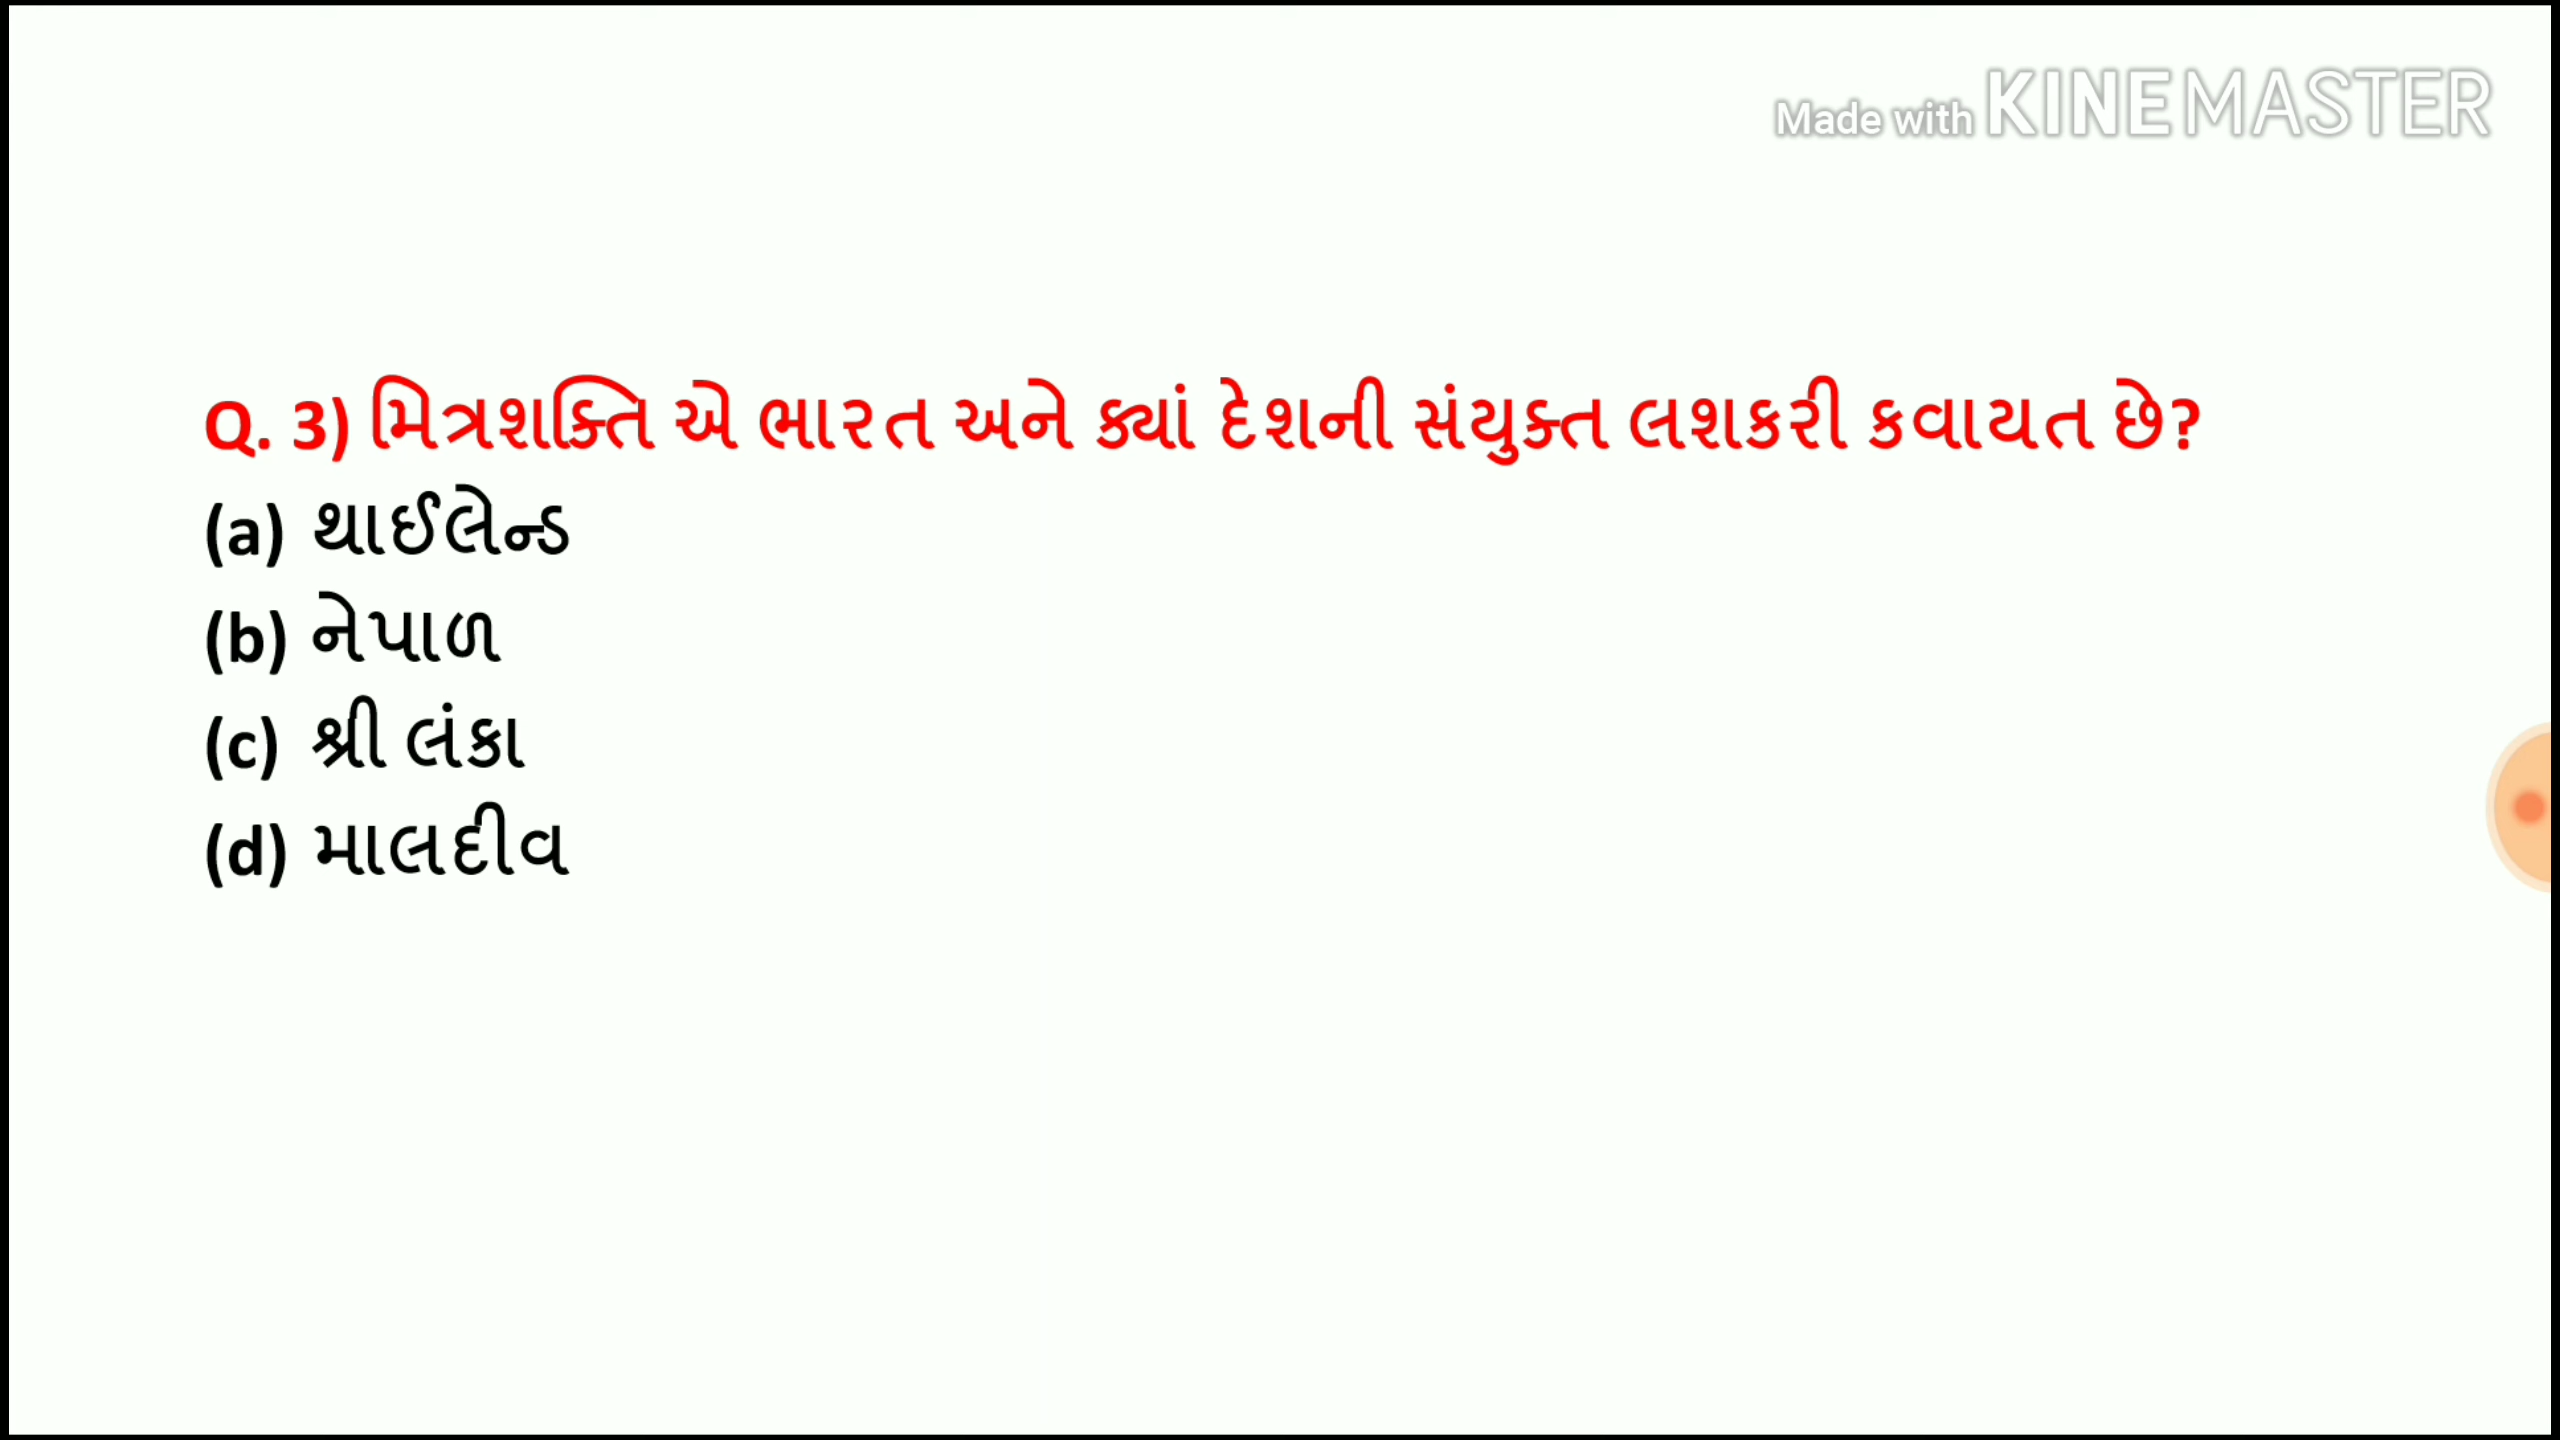 Made with KINEMASTER
Q. 3) મિત્રશક્તિ એ ભારત અને ક્યાં દેશની સંયુક્ત લશકરી કવાયત છે?
(a) થાઈલેન્ડ
(b) નેપાળ
(c) શ્રી લંકા
(d) માલદીવ